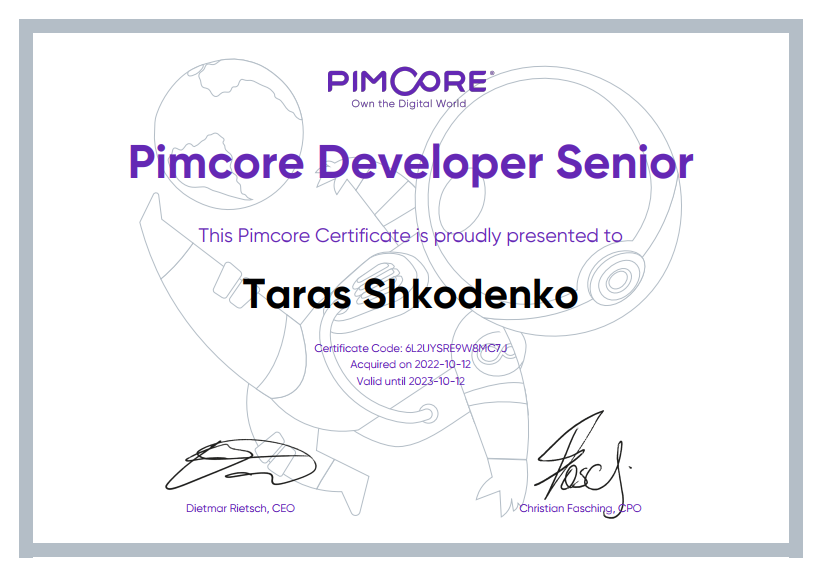 PIMCORE®
Own the Digital World
Pimcore Developer Senior
This Pimcore Certificate is proudly presented to
Taras Shkodenko
Certificate Code: 6L2UYSRE9W8MC7J
Acquired on 2022-10-12
Valid until 2023-10-12
Dietmar Rietsch, CEO
Christian Fasching, CPO